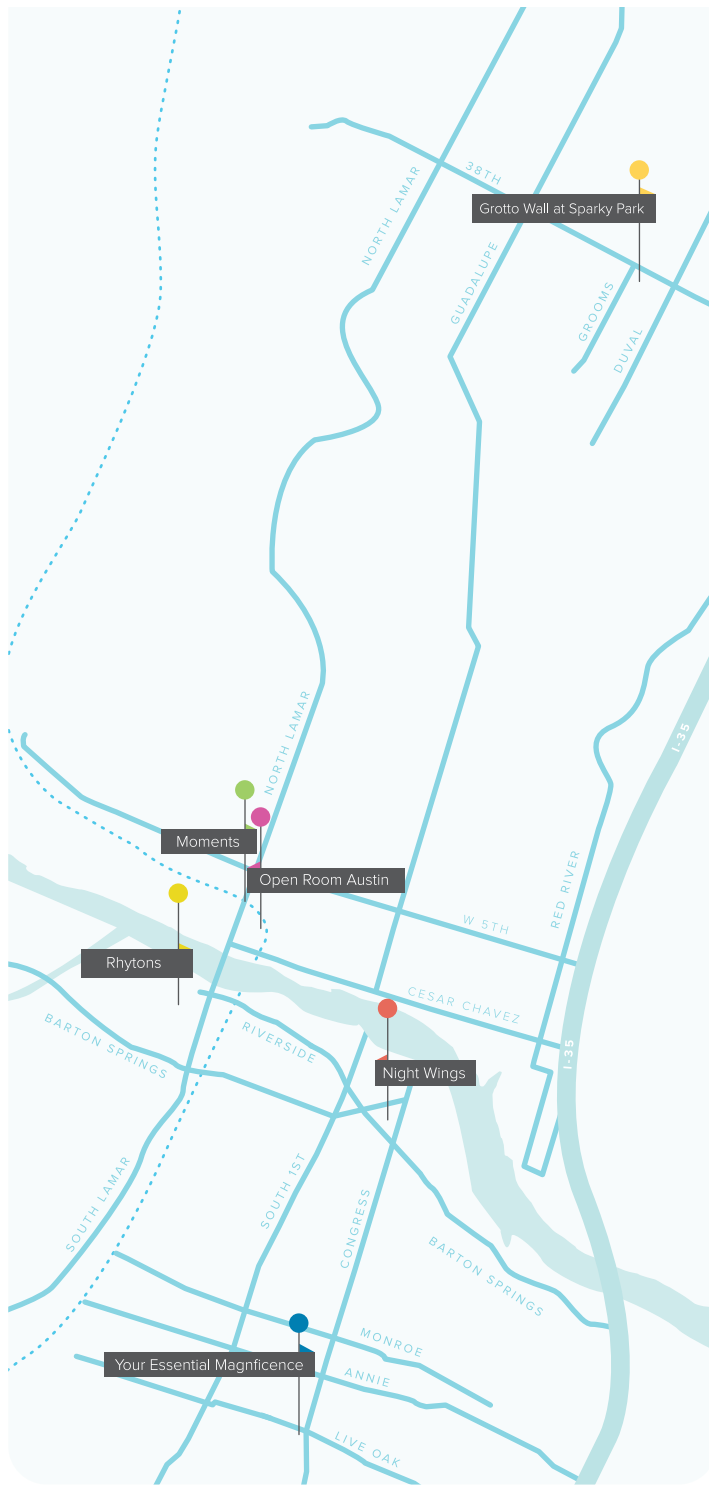 38TH
NORTH LAMAR
Grotto Wall at Sparky Park
GUADALUPE
GROOMS
DUVAL
NORTH LAMAR
I-35
Moments
Open Room Austin
RED RIVER
W 5TH
Rhytons
CESAR CHAVEZ
BARTON SPRINGS
RIVERSIDE
I-35
Night Wings
SOUTH LAMAR
SOUTH 1ST
CONGRESS
BARTON SPRINGS
MONROE
Your Essential Magnficence
ANNIE
LIVE OAK